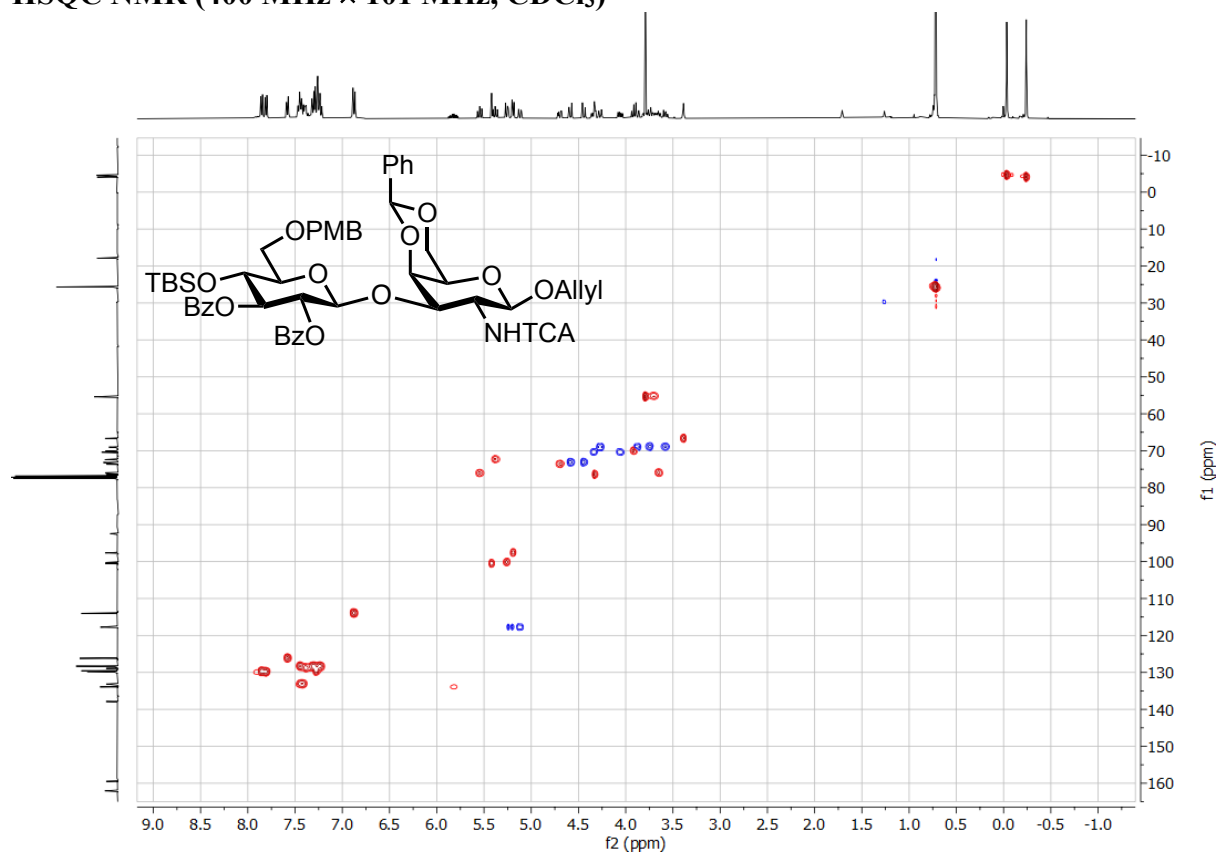 HSQC NMR (400 MHz × 101 MHz, CDCl₃)
Ph
O
OPMB
O
TBSO
O
O
O
OAllyl
BzO
NHTCA
BzO
-10
0
10
20
30
40
50
60
70
80
90
100
110
120
130
140
150
160
f1 (ppm)
9.0 8.5 8.0 7.5 7.0 6.5 6.0 5.5 5.0 4.5 4.0 3.5 3.0 2.5 2.0 1.5 1.0 0.5 0.0 -0.5 -1.0
f2 (ppm)